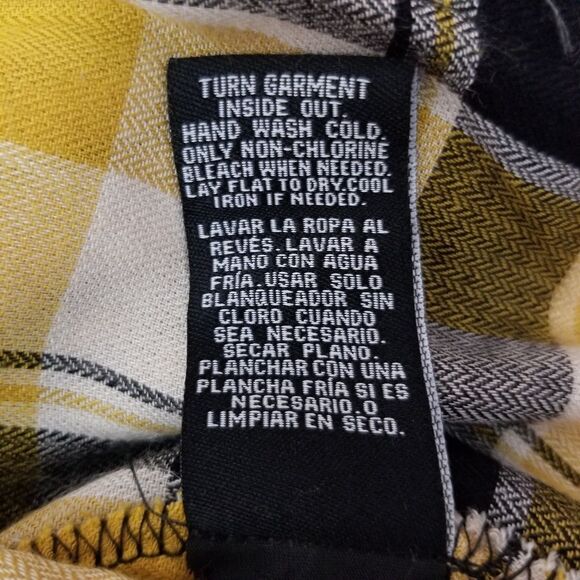 TURN GARMENT
INSIDE OUT.
HAND WASH COLD.
ONLY NON-CHLORINE
BLEACH WHEN NEEDED.
LAY FLAT TO DRY.COOL
IRON IF NEEDED.
LAVAR LA ROPA AL
REVÉS. LAVAR A
MANO CON AGUA
FRÍA. USAR SOLO
BLANQUEADOR SIN
CLORO CUANDO
SEA NECESARIO.
SECAR PLANO.
PLANCHAR CON UNA
PLANCHA FRÍA SI ES
NECESARIO. O
LIMPIAR EN SECO.